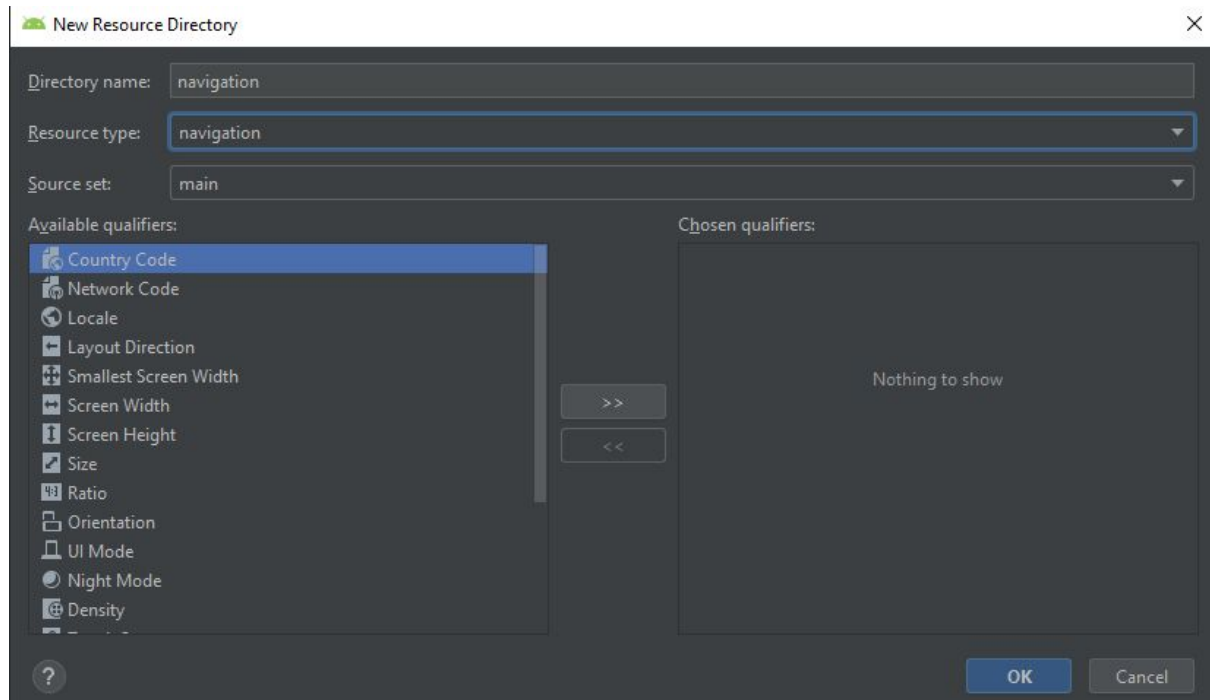 New Resource Directory
Directory name: navigation
Resource type: navigation
Source set: main
Available qualifiers:
Chosen qualifiers:
Country Code
Network Code
Locale
Layout Direction
Smallest Screen Width
Screen Width
Screen Height
Size
Ratio
Orientation
UI Mode
Night Mode
Density
>>
<<
Nothing to show
?
OK
Cancel